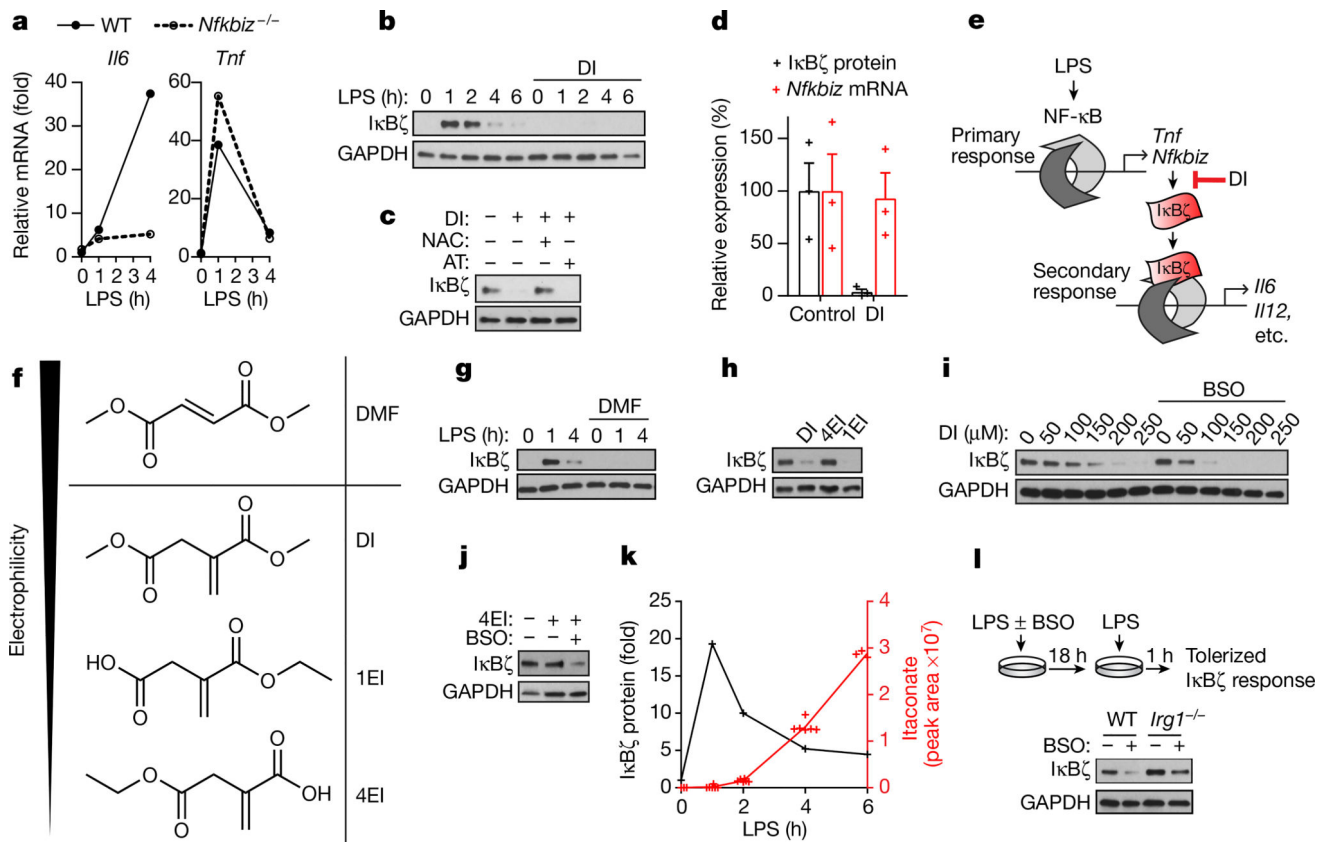 a
WT
Nfkbiz−/−
Il6
Tnf
Relative mRNA (fold)
40
30
20
10
0
60
40
20
0
0 1 2 3 4
0 1 2 3 4
LPS (h)
LPS (h)
b
DI
LPS (h): 0 1 2 4 6 0 1 2 4 6
IκBζ
GAPDH
c
DI: – + + +
NAC: – – + –
AT: – – – +
IκBζ
GAPDH
d
IκBζ protein
Nfkbiz mRNA
Relative expression (%)
150
100
50
0
Control DI
e
LPS
NF-κB
Primary
response
Tnf
Nfkbiz
DI
IκBζ
IκBζ
Secondary
response
Il6
Il12,
etc.
f
Electrophilicity
O
O
O
O
DMF
O
O
O
O
DI
O
HO
O
O
1EI
O
O
OH
O
4EI
g
DMF
LPS (h): 0 1 4 0 1 4
IκBζ
GAPDH
h
DI 4EI 1EI
IκBζ
GAPDH
i
BSO
DI (μM): 0 50 100 150 200 250 0 50 100 150 200 250
IκBζ
GAPDH
j
4EI: – + +
BSO: – – +
IκBζ
GAPDH
k
IκBζ protein (fold)
25
20
15
10
5
0
4
3
2
1
0
Itaconate
(peak area ×10⁷)
0 2 4 6
LPS (h)
l
LPS ± BSO
LPS
18 h
1 h
Tolerized
IκBζ response
WT Irg1−/−
BSO: – + – +
IκBζ
GAPDH